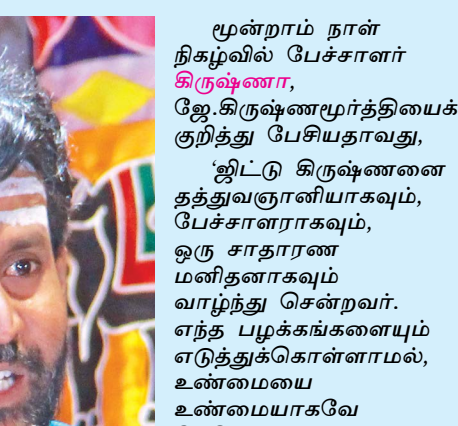 மூன்றாம் நாள்
நிகழ்வில் பேச்சாளர்
கிருஷ்ணா,
ஜே.கிருஷ்ணமூர்த்தியைக்
குறித்து பேசியதாவது,
‘ஜிட்டு கிருஷ்ணனை
தத்துவஞானியாகவும்,
பேச்சாளராகவும்,
ஒரு சாதாரண
மனிதனாகவும்
வாழ்ந்து சென்றவர்.
எந்த பழக்கங்களையும்
எடுத்துக்கொள்ளாமல்,
உண்மையை
உண்மையாகவே